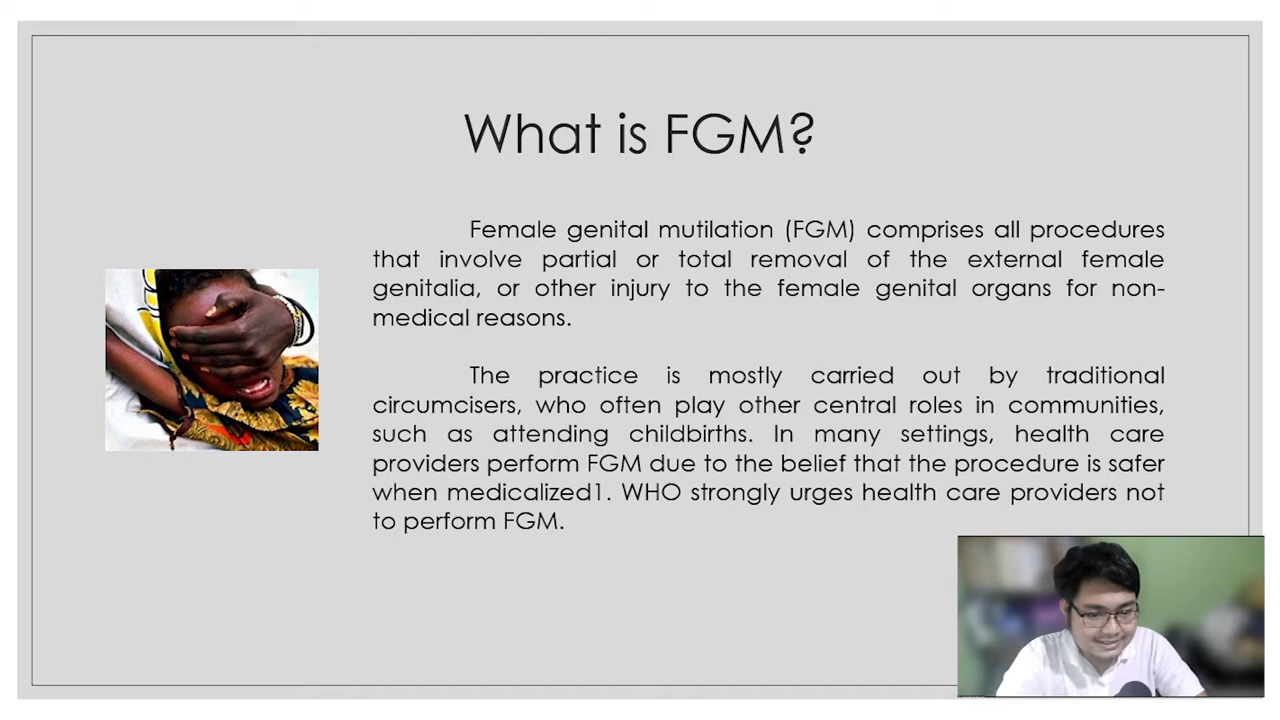 What is FGM?
Female genital mutilation (FGM) comprises all procedures
that involve partial or total removal of the external female
genitalia, or other injury to the female genital organs for non-
medical reasons.
The practice is mostly carried out by traditional
circumcisers, who often play other central roles in communities,
such as attending childbirths. In many settings, health care
providers perform FGM due to the belief that the procedure is safer
when medicalized1. WHO strongly urges health care providers not
to perform FGM.